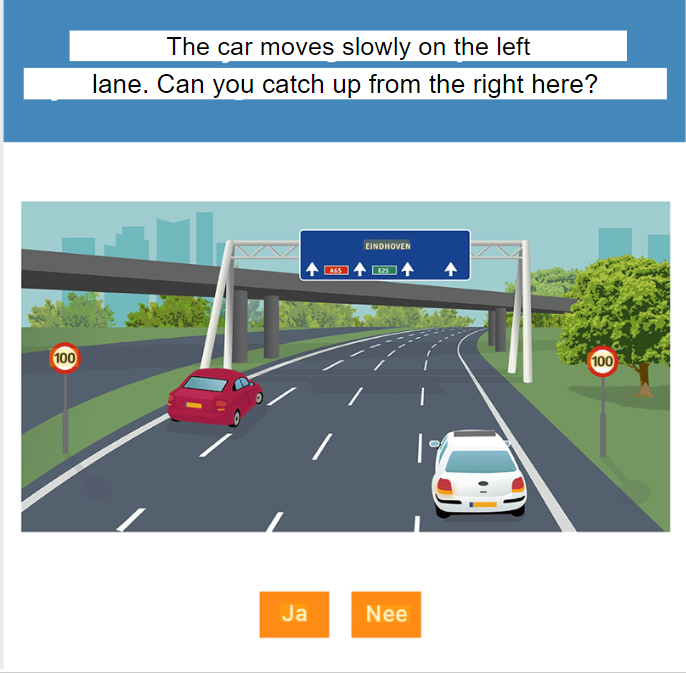 The car moves slowly on the left
lane. Can you catch up from the right here?
EINDHOVEN
A65 E25
100
100
Ja Nee